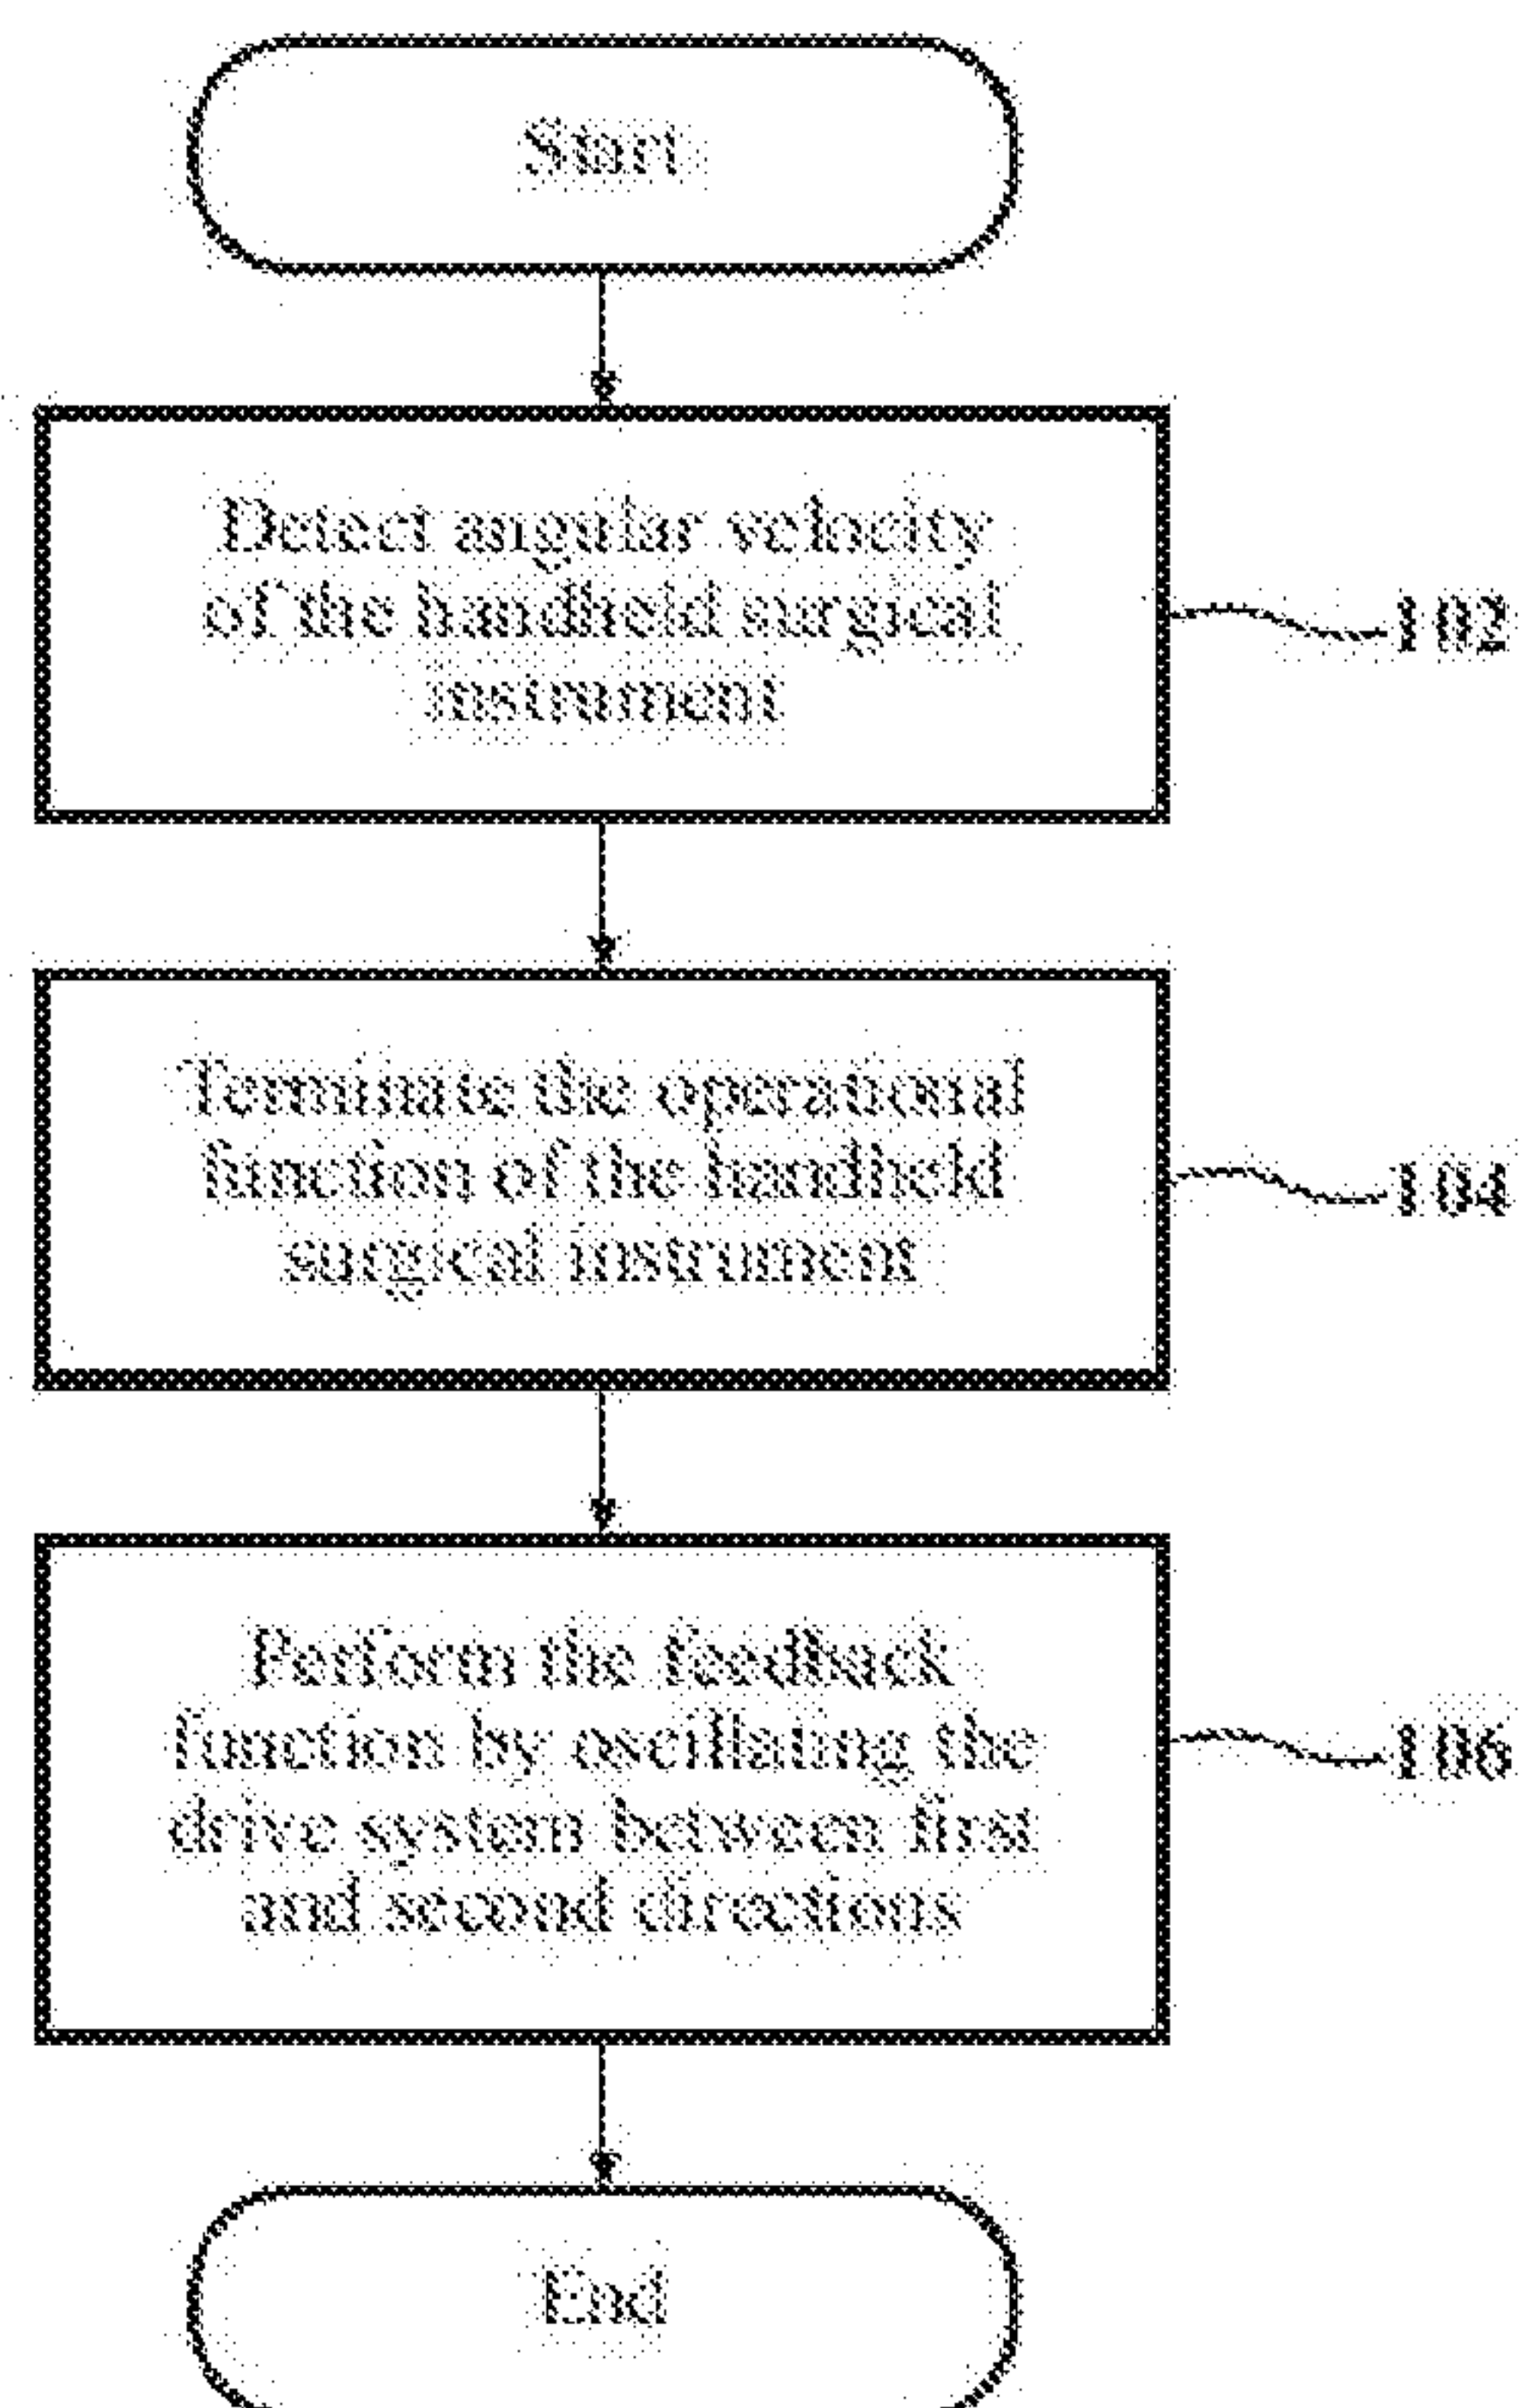 Start
Detect angular velocity
of the handheld surgical
instrument
102
Terminate the operational
function of the handheld
surgical instrument
104
Perform the feedback
function by oscillating the
drive system between first
and second directions
106
End